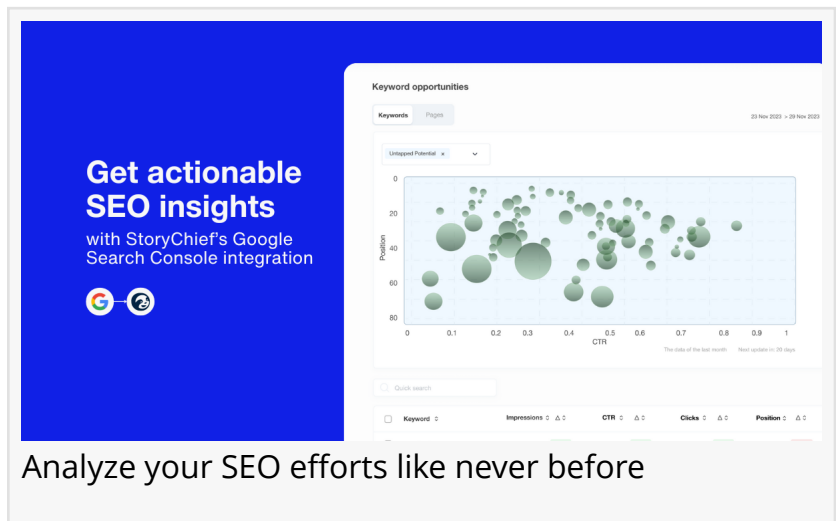 Get actionable
SEO insights
with StoryChief's Google
Search Console integration
Keyword opportunities
Keywords Pages
23 Nov 2023 > 29 Nov 2023
Untapped Potential ×
0
20
40
60
80
Position
0 0.1 0.2 0.3 0.4 0.5 0.6 0.7 0.8 0.9 1
CTR
The data of the last month Next update in: 28 days
Quick search
Keyword Impressions Δ CTR Δ Clicks Δ Position Δ
Analyze your SEO efforts like never before